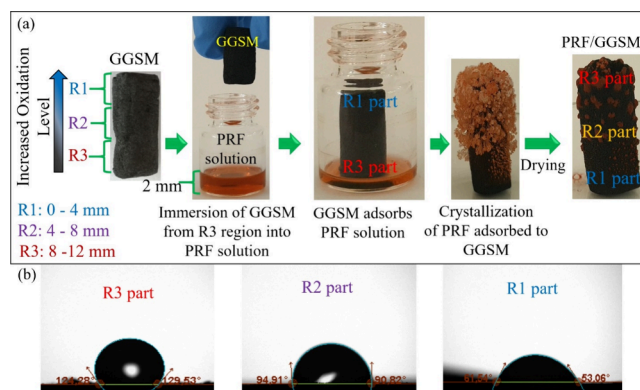 (a)
GGSM
GGSM
PRF/GGSM
Increased Oxidation
Level
R1
R2
R3
PRF
solution
2 mm
R1 part
R3 part
R3 part
R2 part
R1 part
Drying
R1: 0 - 4 mm
R2: 4 - 8 mm
R3: 8 -12 mm
Immersion of GGSM
from R3 region into
PRF solution
GGSM adsorbs
PRF solution
Crystallization
of PRF adsorbed to
GGSM
(b)
R3 part
R2 part
R1 part
129.53°
94.91°
90.82°
53.06°